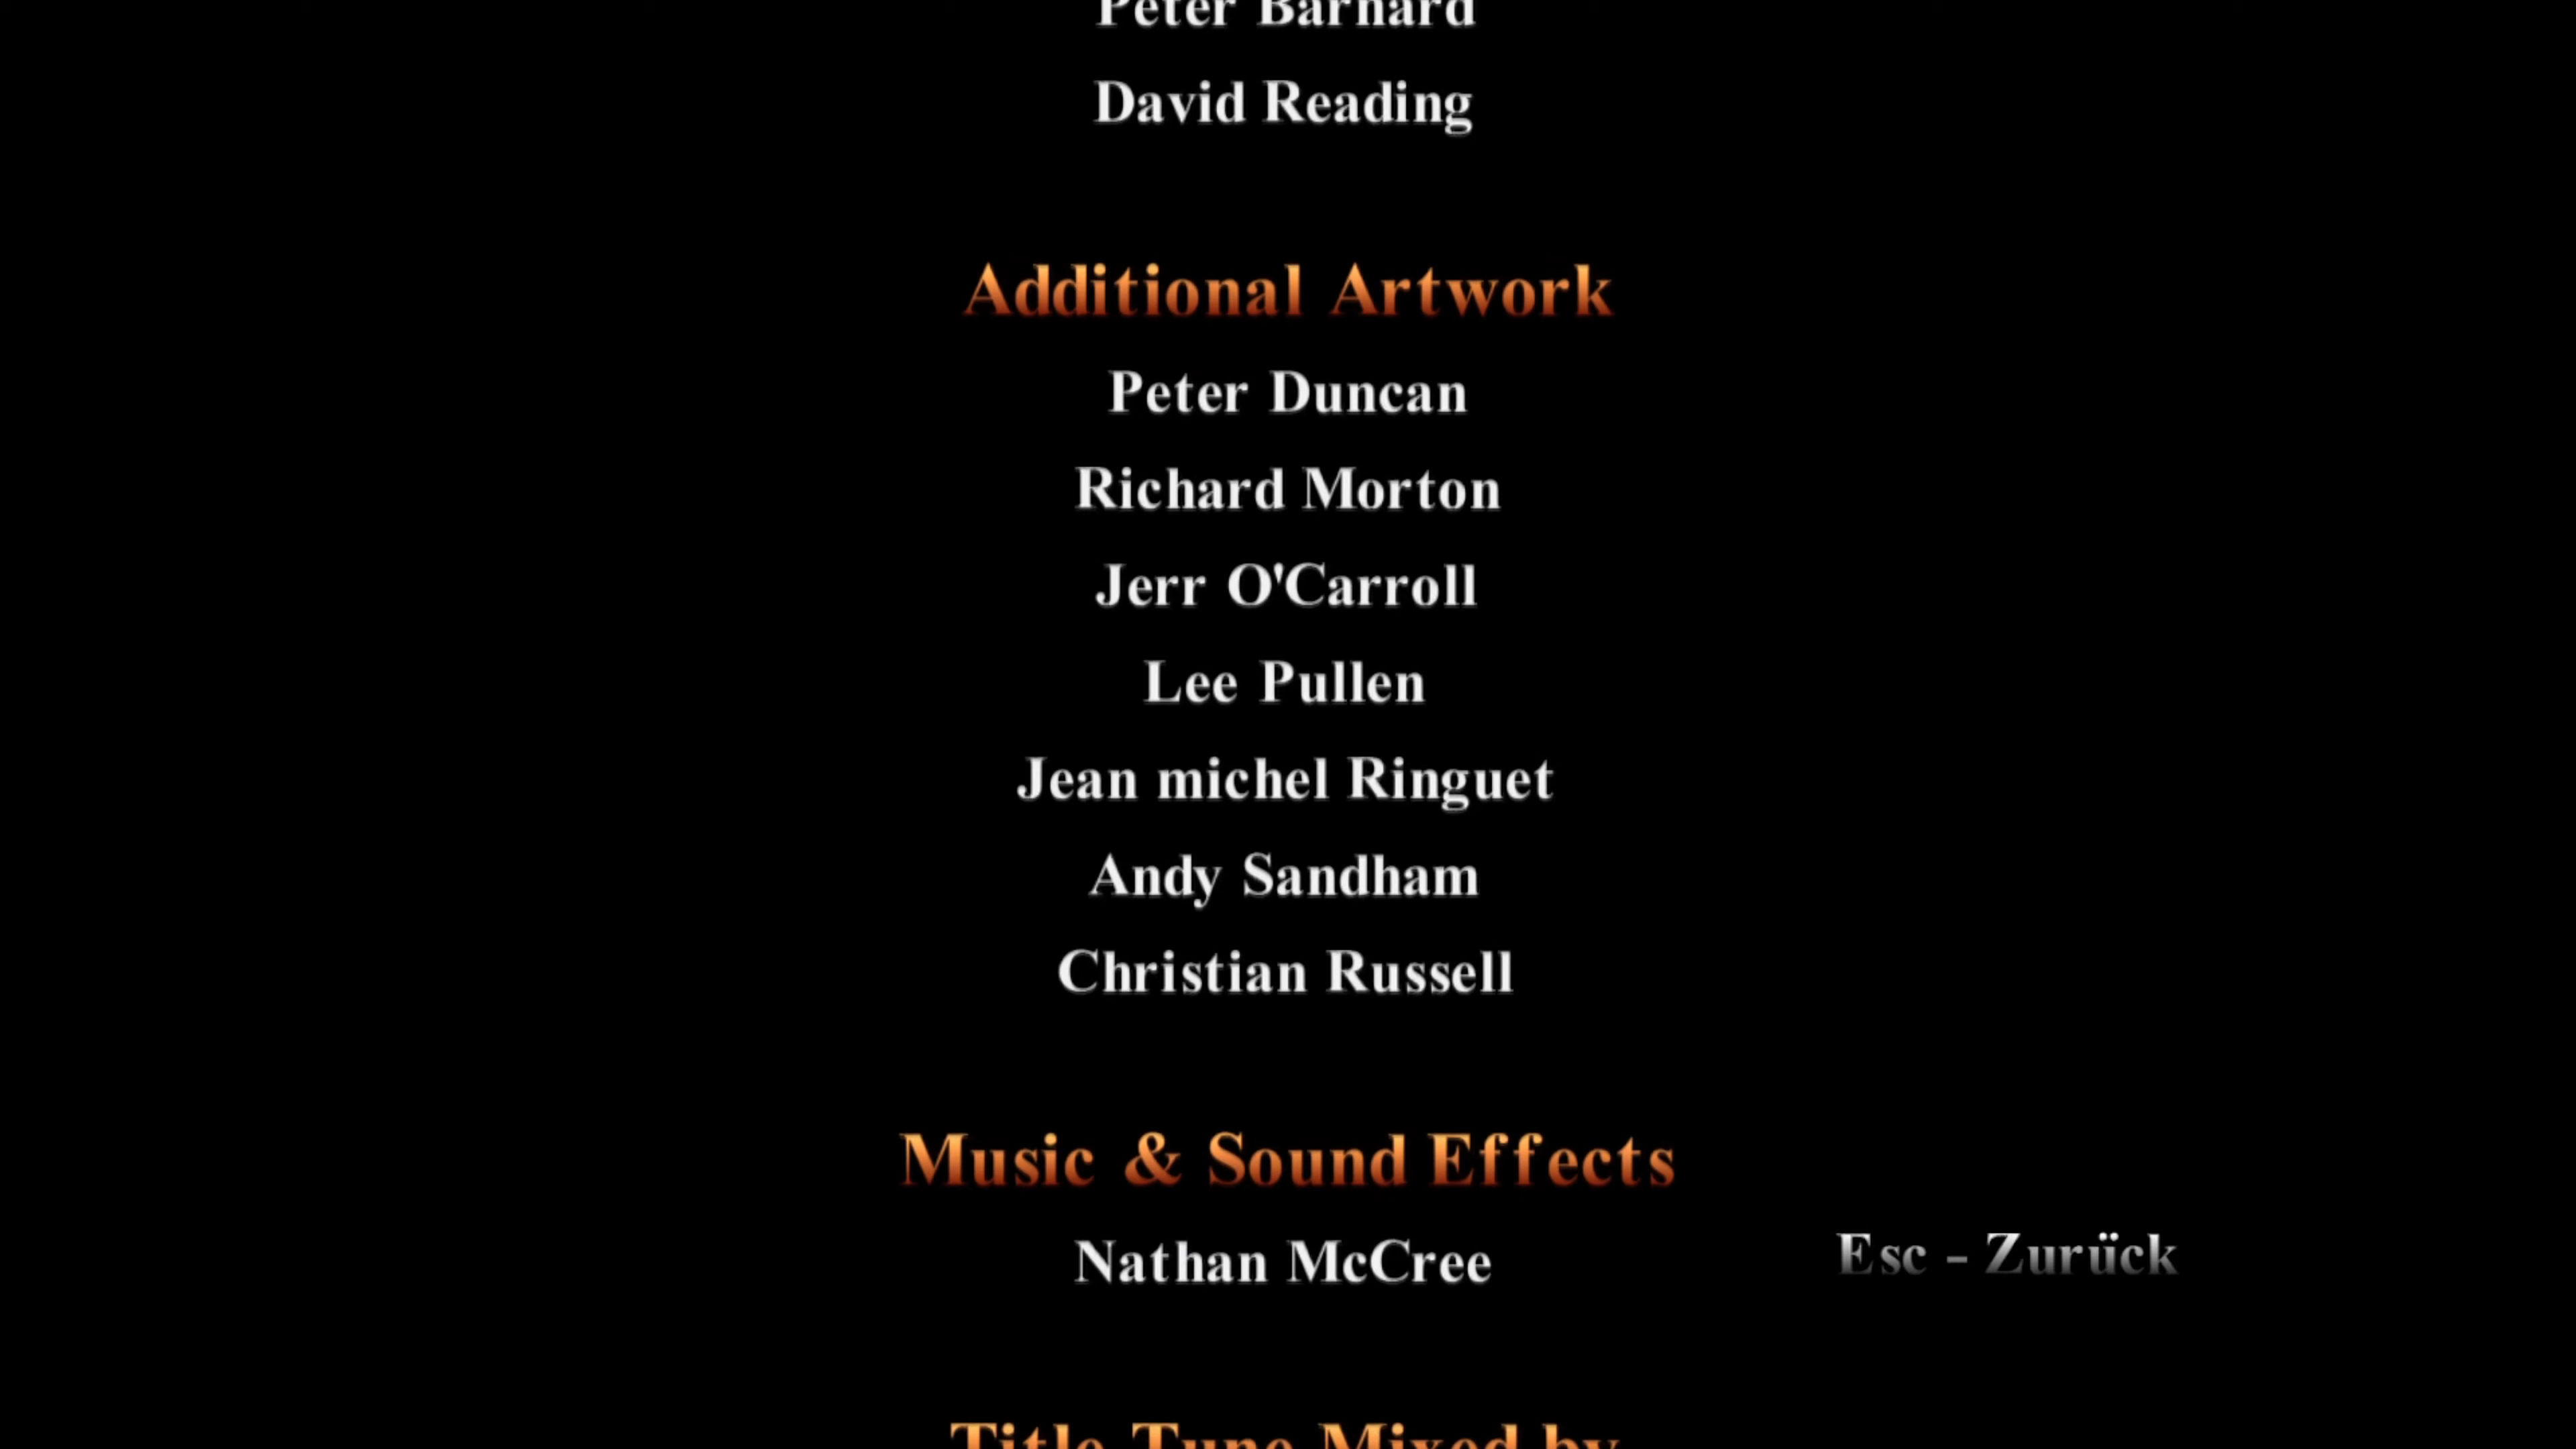 Peter Barnard
David Reading
Additional Artwork
Peter Duncan
Richard Morton
Jerr O'Carroll
Lee Pullen
Jean michel Ringuet
Andy Sandham
Christian Russell
Music & Sound Effects
Nathan McCree
Esc - Zurück
Title Tune Mixed by